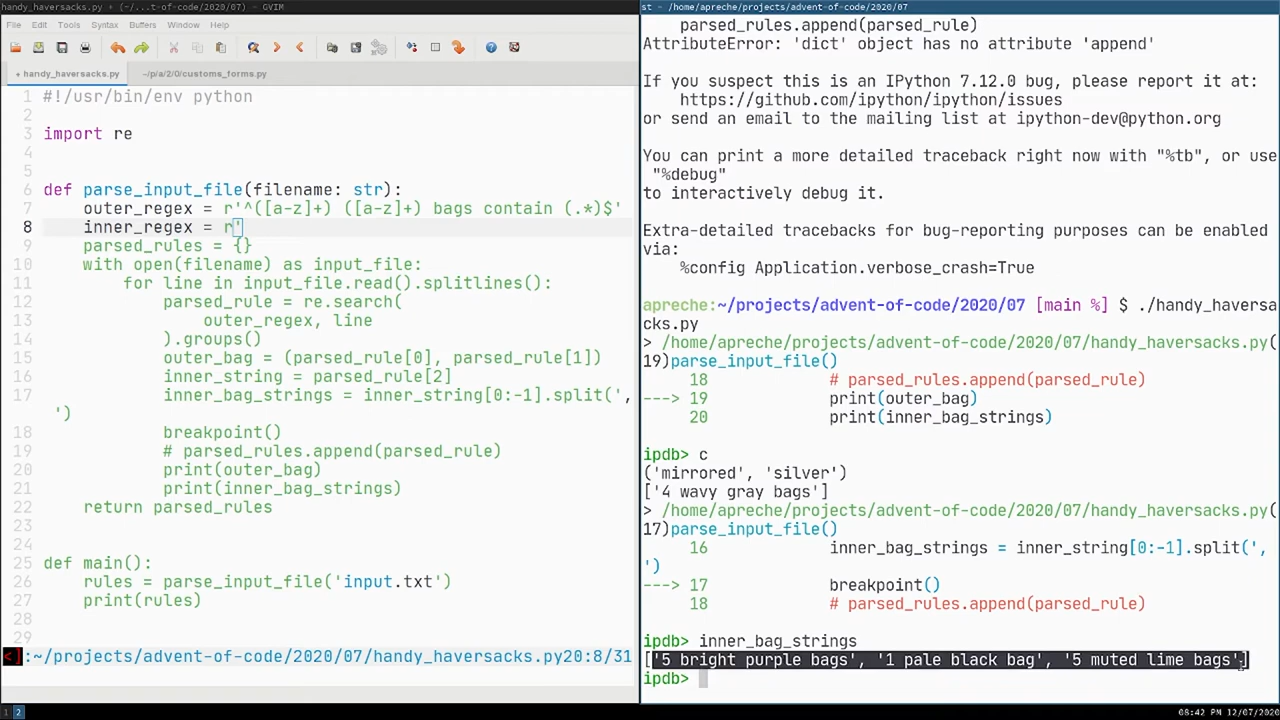 handy_haversacks.py + (~/...t-of-code/2020/07) - GVIM
File Edit Tools Syntax Buffers Window Help
+ handy_haversacks.py ~/p/a/2/0/customs_forms.py
1 #!/usr/bin/env python
2
3 import re
4
5
6 def parse_input_file(filename: str):
7 outer_regex = r'^([a-z]+) ([a-z]+) bags contain (.*)$'
8 inner_regex = r'
9 parsed_rules = {}
10 with open(filename) as input_file:
11 for line in input_file.read().splitlines():
12 parsed_rule = re.search(
13 outer_regex, line
14 ).groups()
15 outer_bag = (parsed_rule[0], parsed_rule[1])
16 inner_string = parsed_rule[2]
17 inner_bag_strings = inner_string[0:-1].split(',
')
18 breakpoint()
19 # parsed_rules.append(parsed_rule)
20 print(outer_bag)
21 print(inner_bag_strings)
22 return parsed_rules
23
24
25 def main():
26 rules = parse_input_file('input.txt')
27 print(rules)
28
29
<]:~/projects/advent-of-code/2020/07/handy_haversacks.py20:8/31
st - /home/apreche/projects/advent-of-code/2020/07
parsed_rules.append(parsed_rule)
AttributeError: 'dict' object has no attribute 'append'
If you suspect this is an IPython 7.12.0 bug, please report it at:
https://github.com/ipython/ipython/issues
or send an email to the mailing list at ipython-dev@python.org
You can print a more detailed traceback right now with "%tb", or use
"%debug"
to interactively debug it.
Extra-detailed tracebacks for bug-reporting purposes can be enabled
via:
%config Application.verbose_crash=True
apreche:~/projects/advent-of-code/2020/07 [main %] $ ./handy_haversa
cks.py
> /home/apreche/projects/advent-of-code/2020/07/handy_haversacks.py(
19)parse_input_file()
18 # parsed_rules.append(parsed_rule)
---> 19 print(outer_bag)
20 print(inner_bag_strings)
ipdb> c
('mirrored', 'silver')
['4 wavy gray bags']
> /home/apreche/projects/advent-of-code/2020/07/handy_haversacks.py(
17)parse_input_file()
16 inner_bag_strings = inner_string[0:-1].split(',
')
---> 17 breakpoint()
18 # parsed_rules.append(parsed_rule)
ipdb> inner_bag_strings
['5 bright purple bags', '1 pale black bag', '5 muted lime bags']
ipdb>
1 2
08:42 PM 12/07/2020